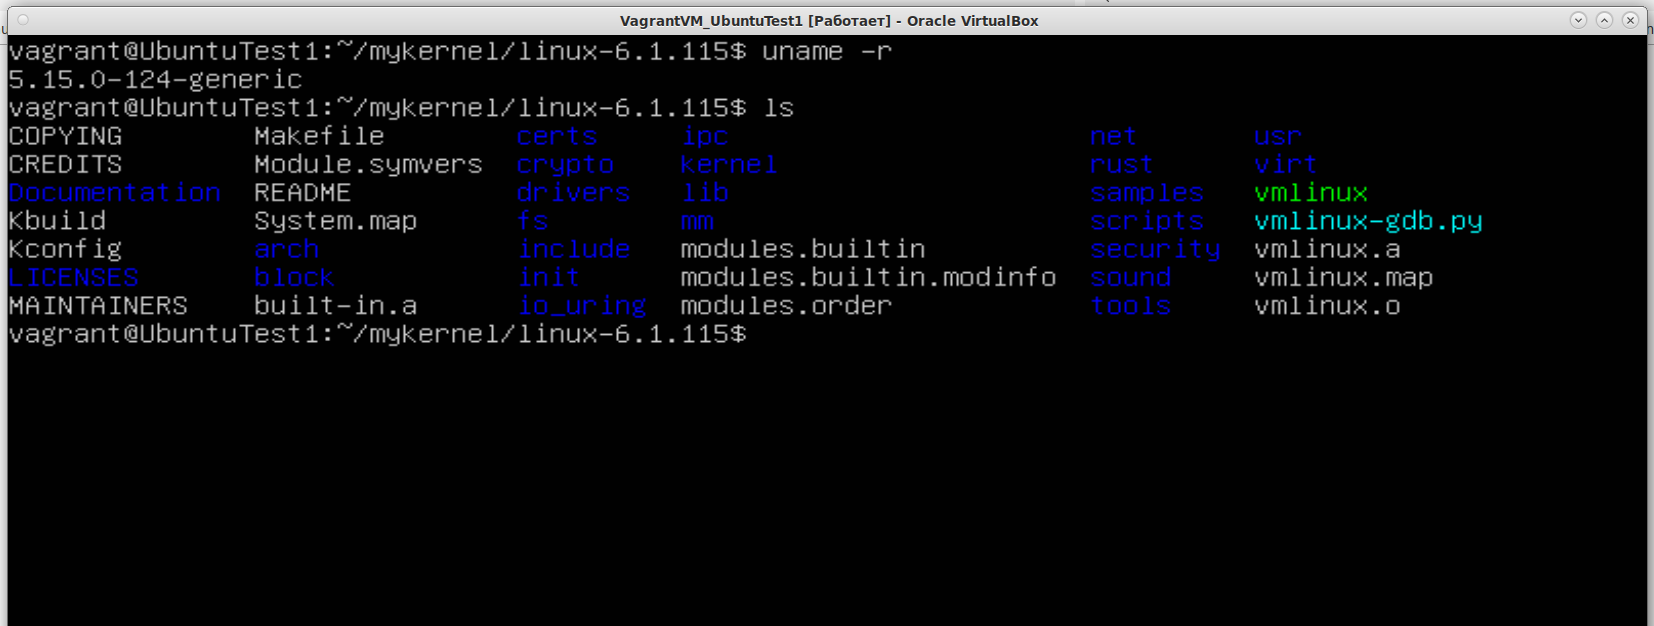 VagrantVM_UbuntuTest1 [Работает] - Oracle VirtualBox
vagrant@UbuntuTest1:~/mykernel/linux-6.1.115$ uname -r
5.15.0-124-generic
vagrant@UbuntuTest1:~/mykernel/linux-6.1.115$ ls
COPYING Makefile certs ipc net usr
CREDITS Module.symvers crypto kernel rust virt
Documentation README drivers lib samples vmlinux
Kbuild System.map fs mm scripts vmlinux-gdb.py
Kconfig arch include modules.builtin security vmlinux.a
LICENSES block init modules.builtin.modinfo sound vmlinux.map
MAINTAINERS built-in.a io_uring modules.order tools vmlinux.o
vagrant@UbuntuTest1:~/mykernel/linux-6.1.115$